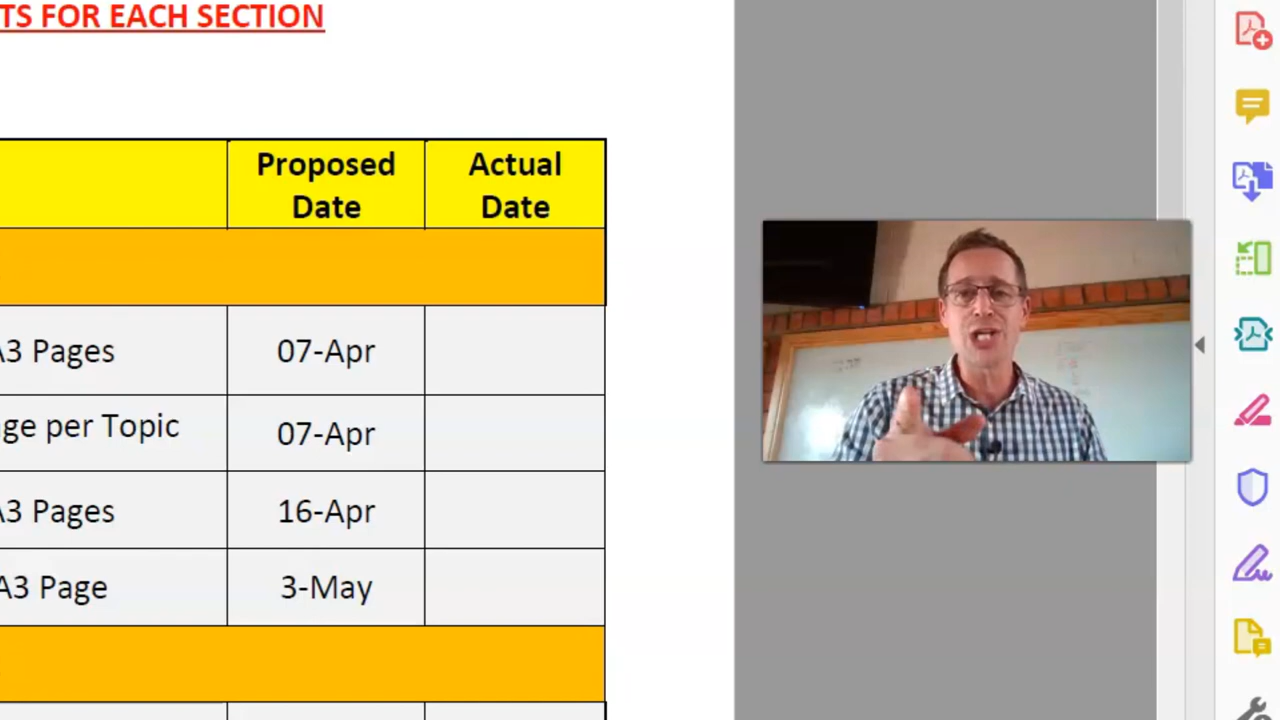 TS FOR EACH SECTION
Proposed Actual
Date Date
A3 Pages 07-Apr
ge per Topic 07-Apr
A3 Pages 16-Apr
A3 Page 3-May